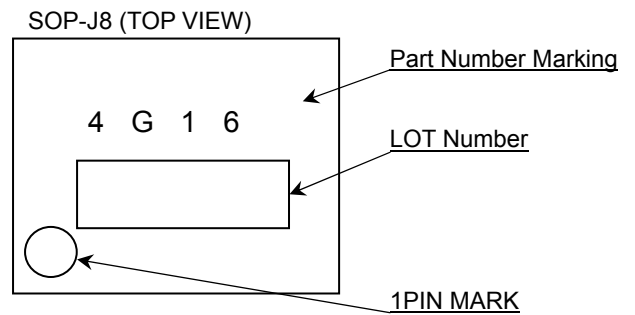 SOP-J8 (TOP VIEW)
Part Number Marking
4 G 1 6
LOT Number
1PIN MARK